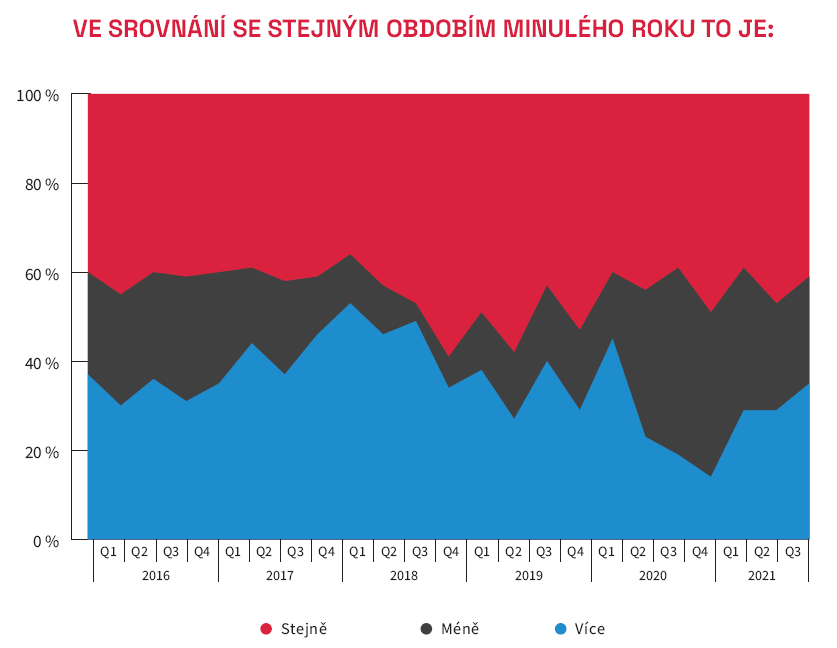 VE SROVNÁNÍ SE STEJNÝM OBDOBÍM MINULÉHO ROKU TO JE:
100 %
80 %
60 %
40 %
20 %
0 %
Q1 Q2 Q3 Q4 Q1 Q2 Q3 Q4 Q1 Q2 Q3 Q4 Q1 Q2 Q3 Q4 Q1 Q2 Q3 Q4 Q1 Q2 Q3
2016 2017 2018 2019 2020 2021
Stejně Méně Více